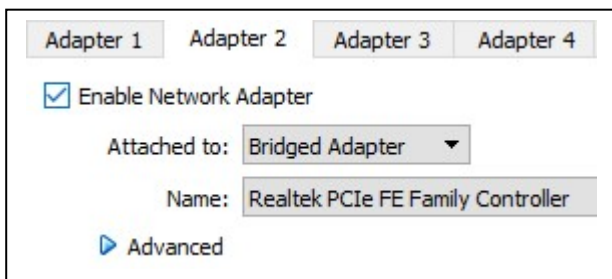 Adapter 1 Adapter 2 Adapter 3 Adapter 4
Enable Network Adapter
Attached to: Bridged Adapter
Name: Realtek PCIe FE Family Controller
Advanced